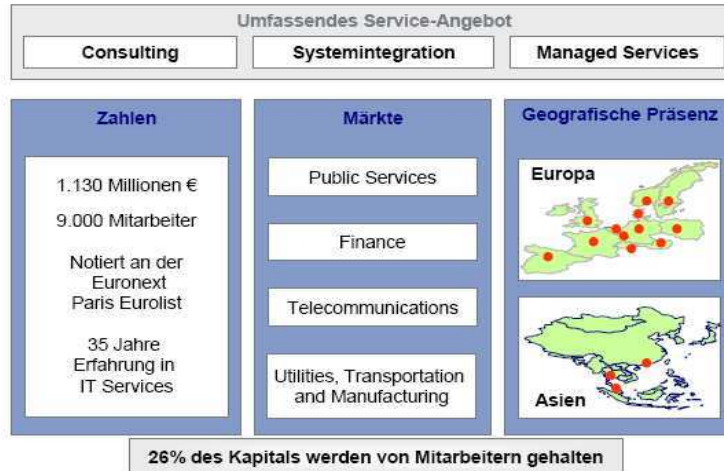 Umfassendes Service-Angebot
Consulting
Systemintegration
Managed Services
Zahlen
1.130 Millionen €
9.000 Mitarbeiter
Notiert an der
Euronext
Paris Eurolist
35 Jahre
Erfahrung in
IT Services
Märkte
Public Services
Finance
Telecommunications
Utilities, Transportation
and Manufacturing
Geografische Präsenz
Europa
Asien
26% des Kapitals werden von Mitarbeitern gehalten